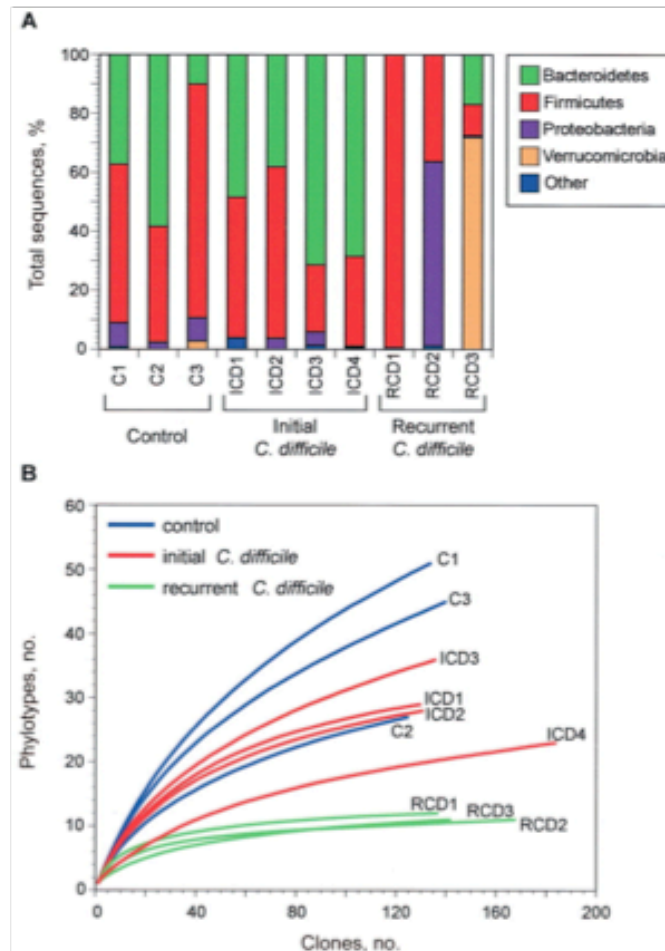 A
Total sequences, %
100
80
60
40
20
0
Bacteroidetes
Firmicutes
Proteobacteria
Verrucomicrobia
Other
C1 C2 C3 ICD1 ICD2 ICD3 ICD4 RCD1 RCD2 RCD3
Control
Initial
C. difficile
Recurrent
C. difficile
B
Phylotypes, no.
60
50
40
30
20
10
0
control
initial C. difficile
recurrent C. difficile
C1
C3
ICD3
ICD1
ICD2
C2
ICD4
RCD1
RCD3
RCD2
0 40 80 120 160 200
Clones, no.